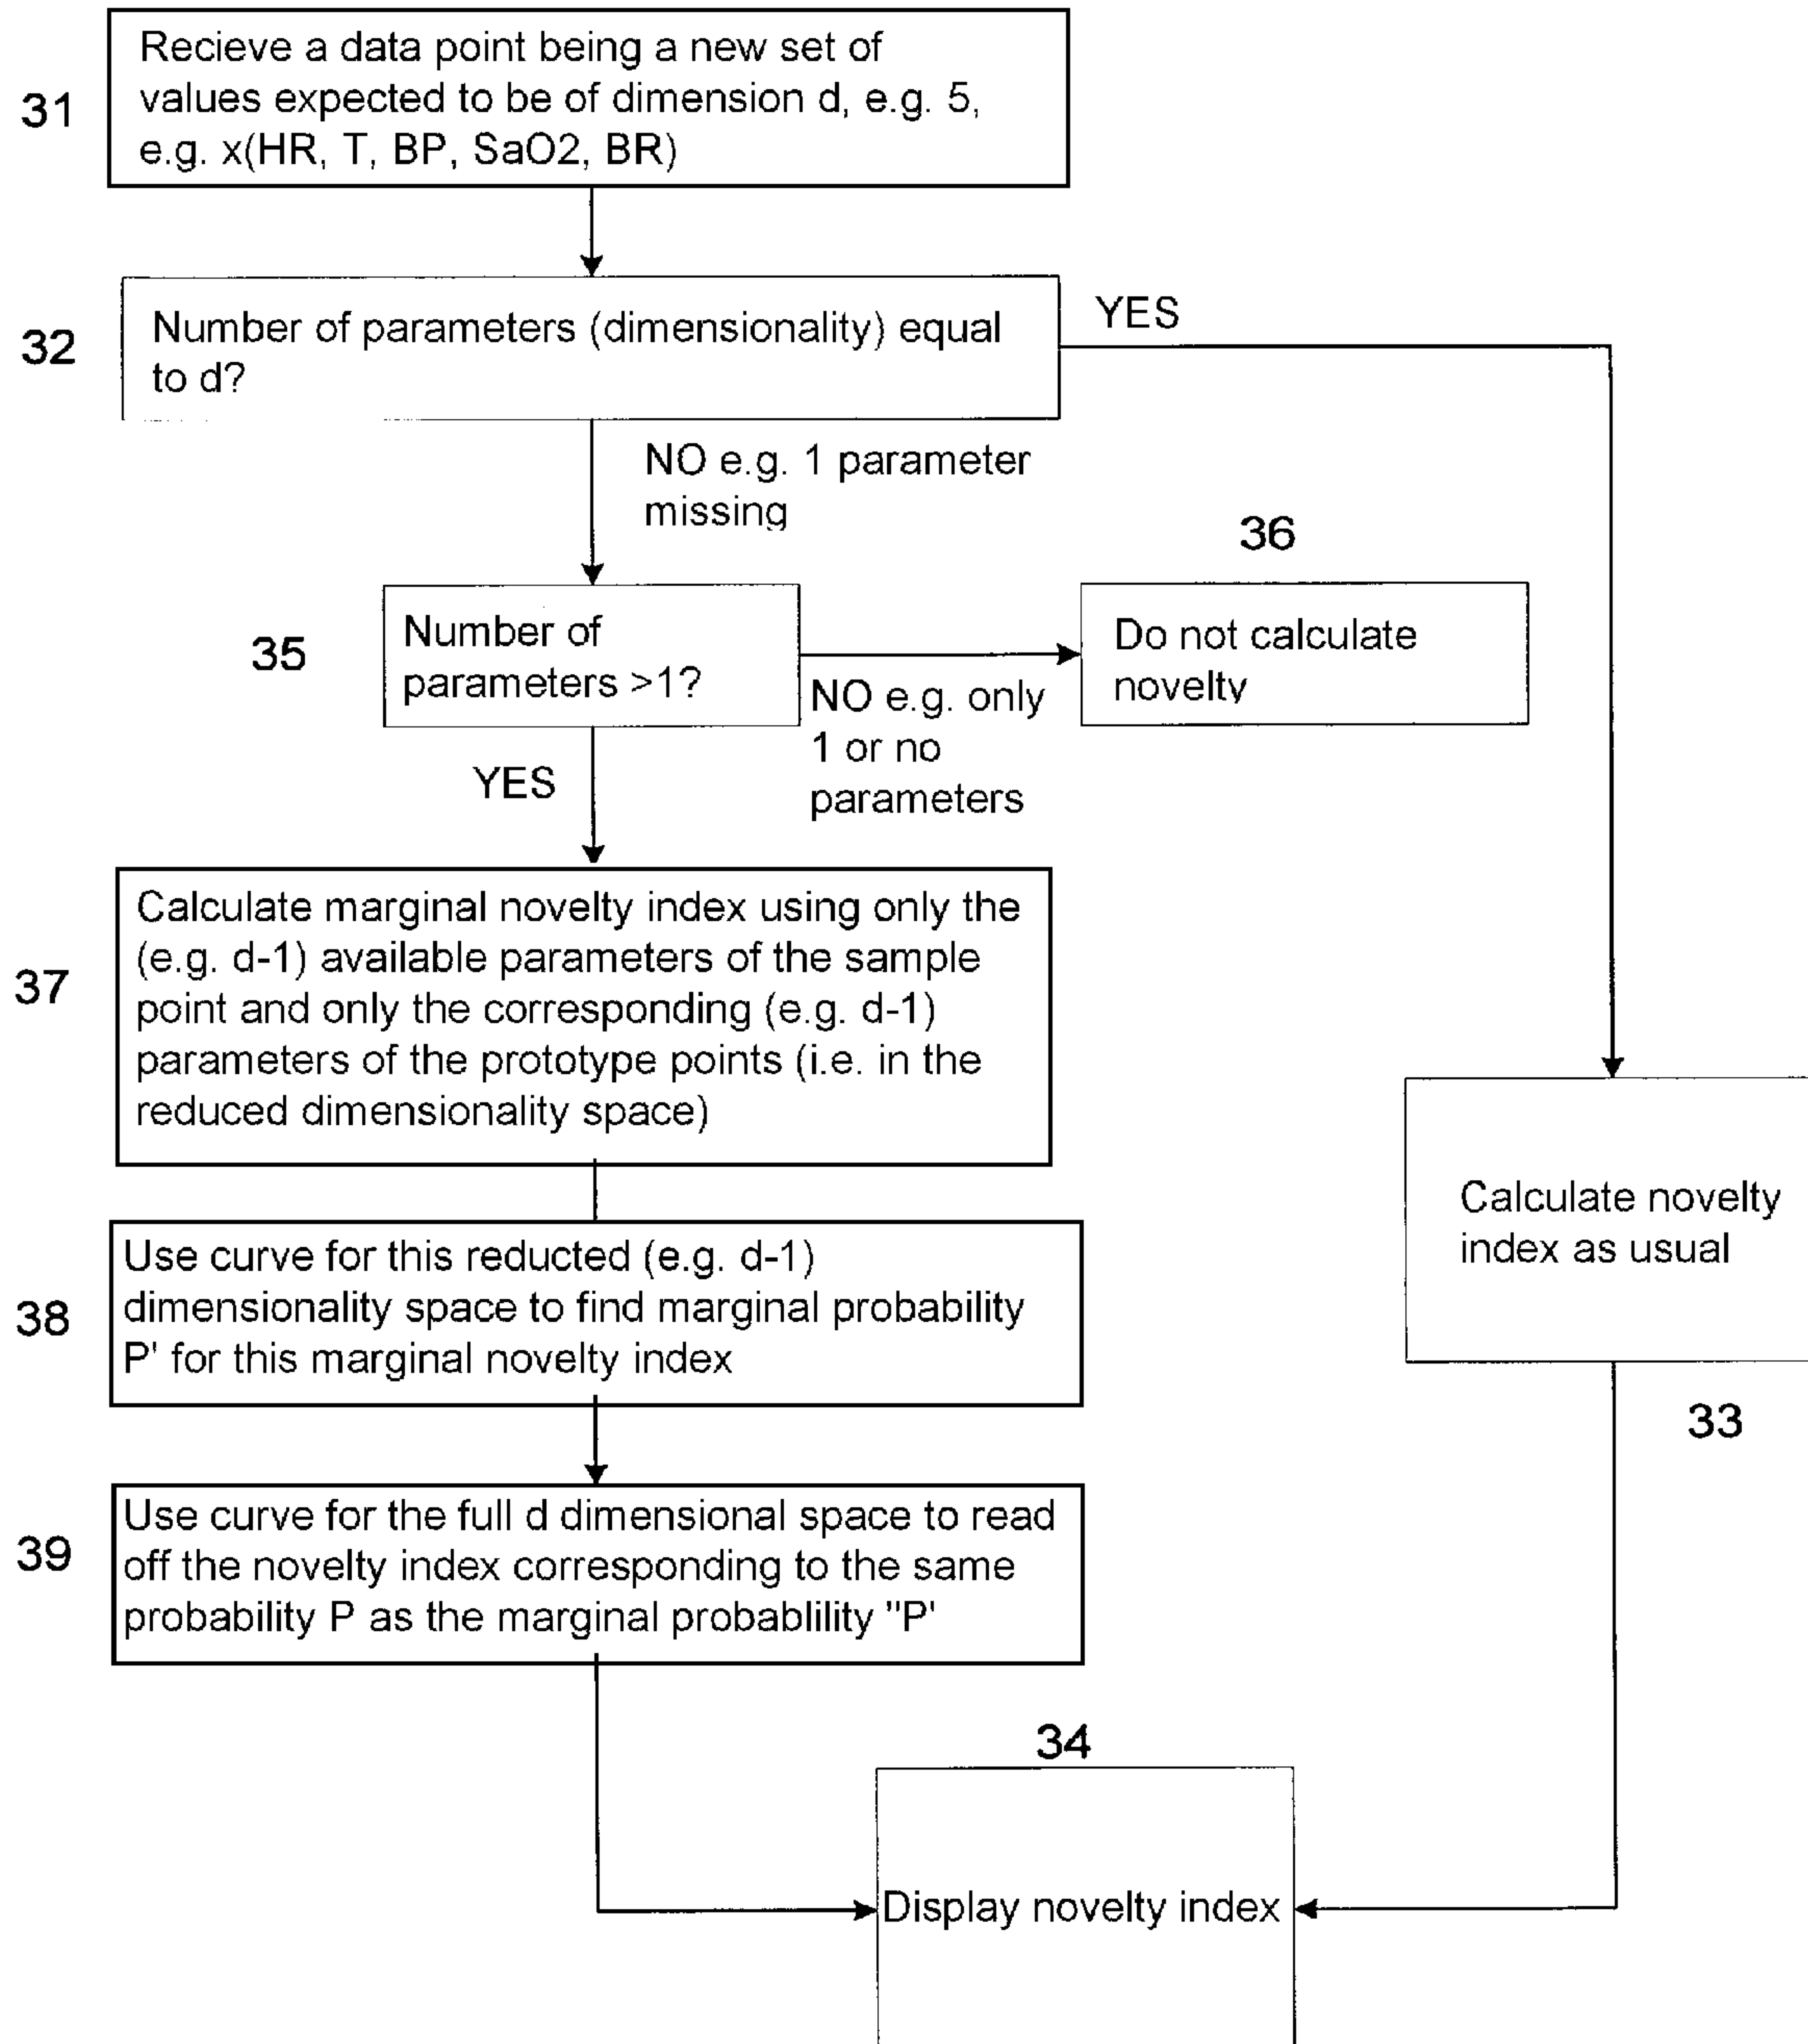 31
Recieve a data point being a new set of
values expected to be of dimension d, e.g. 5,
e.g. x(HR, T, BP, SaO2, BR)
32
Number of parameters (dimensionality) equal
to d?
YES
NO e.g. 1 parameter
missing
36
35
Number of
parameters >1?
Do not calculate
novelty
NO e.g. only
1 or no
parameters
YES
37
Calculate marginal novelty index using only the
(e.g. d-1) available parameters of the sample
point and only the corresponding (e.g. d-1)
parameters of the prototype points (i.e. in the
reduced dimensionality space)
Calculate novelty
index as usual
33
38
Use curve for this reducted (e.g. d-1)
dimensionality space to find marginal probability
P' for this marginal novelty index
39
Use curve for the full d dimensional space to read
off the novelty index corresponding to the same
probability P as the marginal probablility "P'
34
Display novelty index